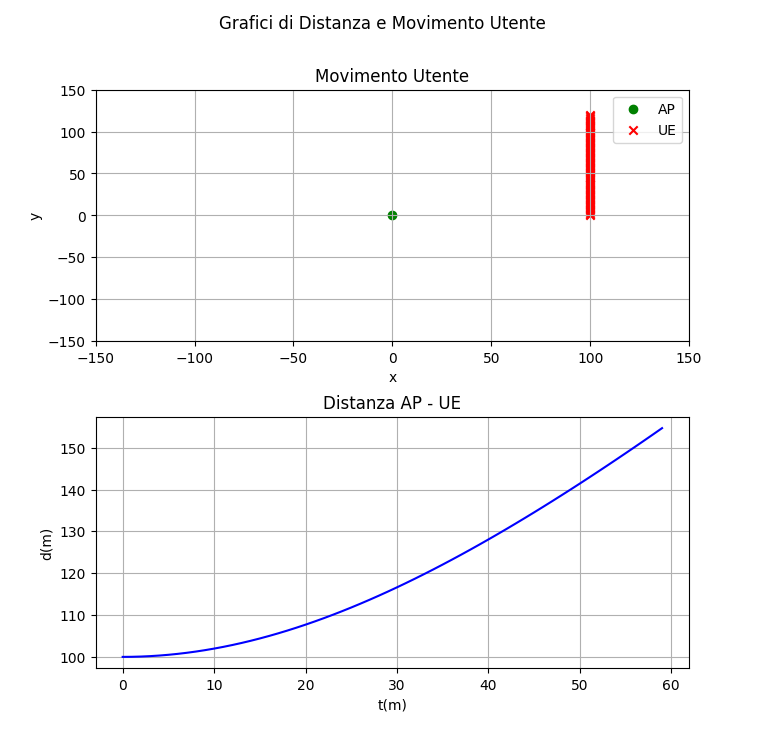 Grafici di Distanza e Movimento Utente
Movimento Utente
150
100
50
0
−50
−100
−150
y
AP
UE
−150 −100 −50 0 50 100 150
x
Distanza AP - UE
150
140
130
120
110
100
d(m)
0 10 20 30 40 50 60
t(m)